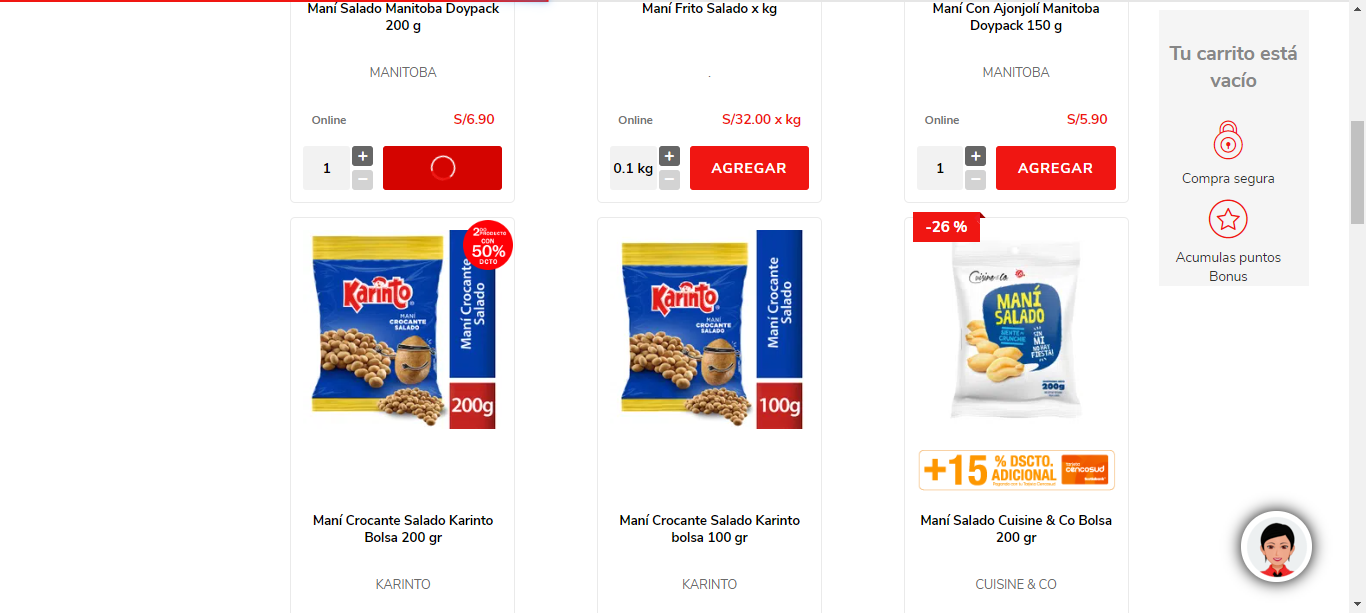 Maní Salado Manitoba Doypack
200 g
MANITOBA
Online
S/6.90
1
+
−
Maní Frito Salado x kg
.
Online
S/32.00 x kg
0.1 kg
+
−
AGREGAR
Maní Con Ajonjolí Manitoba
Doypack 150 g
MANITOBA
Online
S/5.90
1
+
−
AGREGAR
Tu carrito está
vacío
Compra segura
Acumulas puntos
Bonus
2DO PRODUCTO
CON
50%
DCTO
Karinto
MANÍ
CROCANTE
SALADO
Maní Crocante
Salado
200g
Maní Crocante Salado Karinto
Bolsa 200 gr
KARINTO
Karinto
MANÍ
CROCANTE
SALADO
Maní Crocante
Salado
100g
Maní Crocante Salado Karinto
bolsa 100 gr
KARINTO
-26 %
Cuisine & Co
MANÍ
SALADO
SIN
MÍ
NO HAY
FIESTA!
200g
+15 % DSCTO.
ADICIONAL
cencosud
Maní Salado Cuisine & Co Bolsa
200 gr
CUISINE & CO